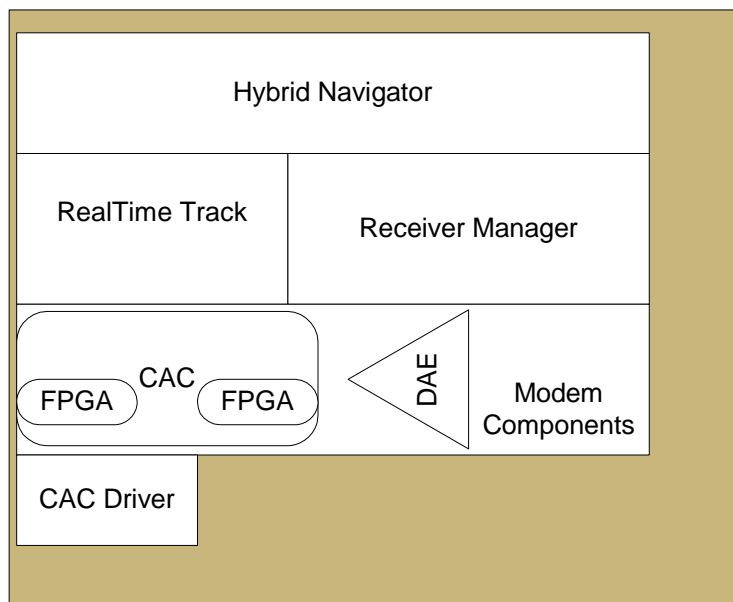 Hybrid Navigator
RealTime Track
Receiver Manager
CAC
FPGA
FPGA
DAE
Modem
Components
CAC Driver